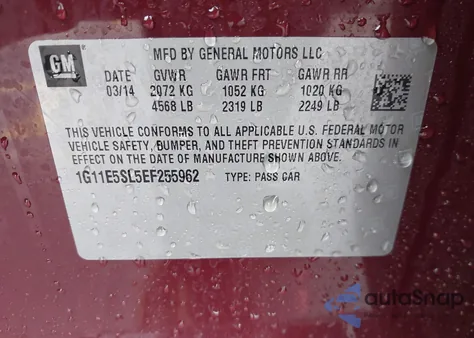 GM
MFD BY GENERAL MOTORS LLC
DATE GVWR GAWR FRT GAWR RR
03/14 2072 KG 1052 KG 1020 KG
4568 LB 2319 LB 2249 LB
THIS VEHICLE CONFORMS TO ALL APPLICABLE U.S. FEDERAL MOTOR
VEHICLE SAFETY, BUMPER, AND THEFT PREVENTION STANDARDS IN
EFFECT ON THE DATE OF MANUFACTURE SHOWN ABOVE.
1G11E5SL5EF255962 TYPE: PASS CAR
autoSnap